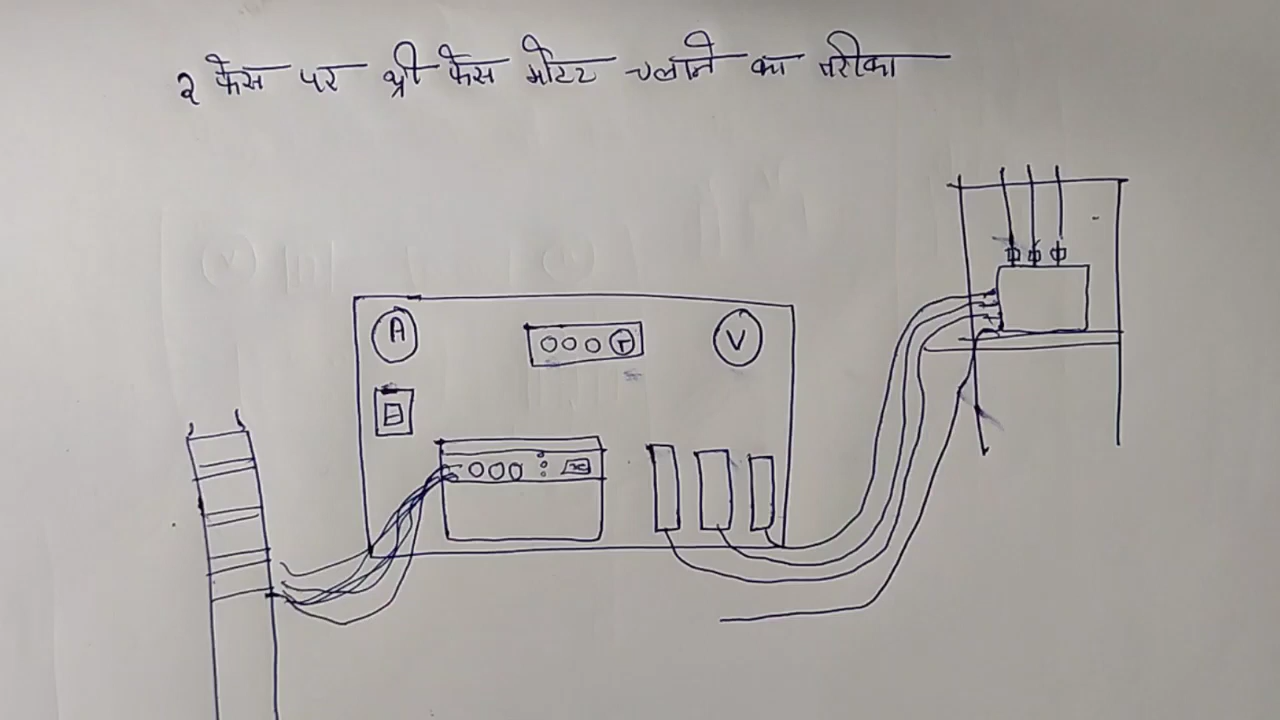 २ फेस पर थ्री फेस मोटर चलाने का तरीका
A
V